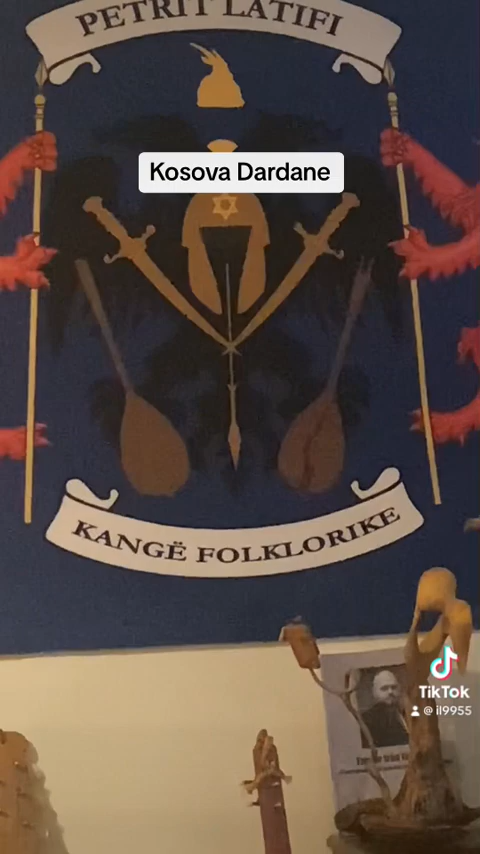 PETRIT LATIFI
Kosova Dardane
KANGË FOLKLORIKE
TikTok
@il9955